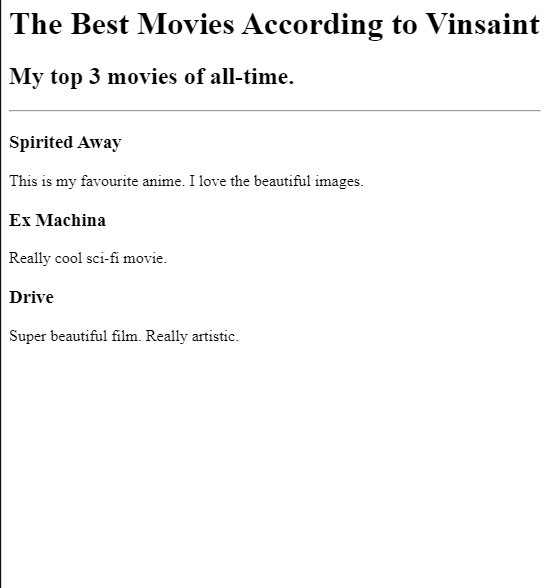 The Best Movies According to Vinsaint
My top 3 movies of all-time.
Spirited Away
This is my favourite anime. I love the beautiful images.
Ex Machina
Really cool sci-fi movie.
Drive
Super beautiful film. Really artistic.